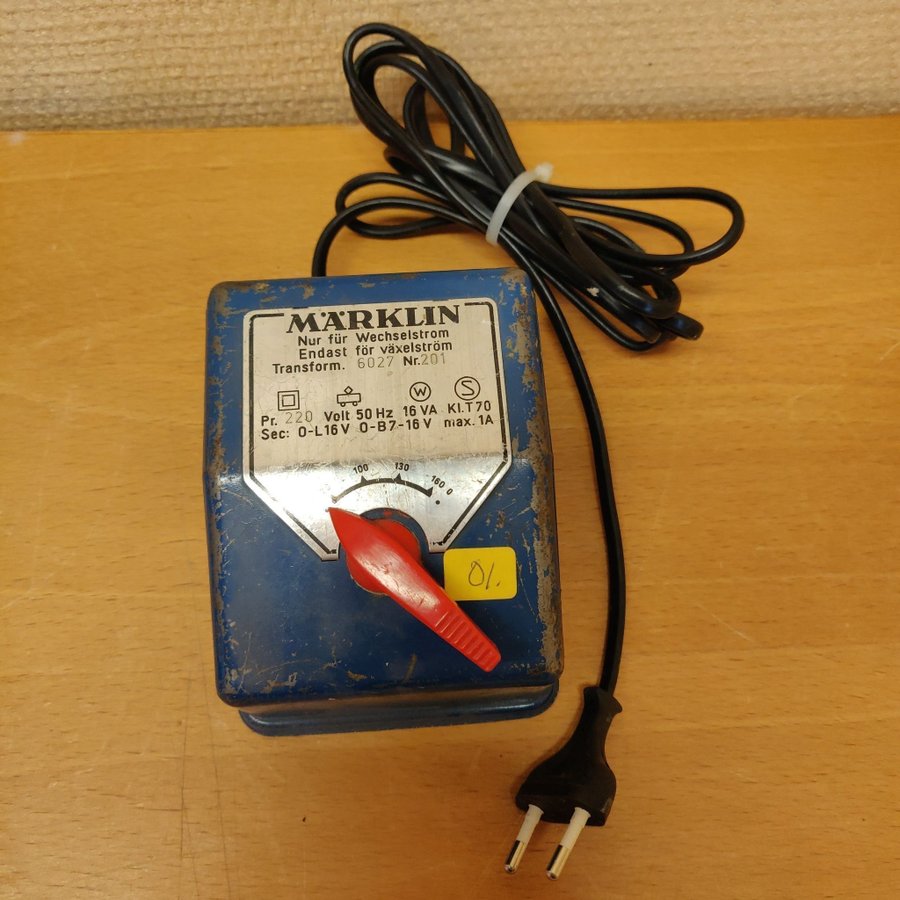 MÄRKLIN
Nur für Wechselstrom
Endast för växelström
Transform. 6027 Nr.201
W S
Pr. 220 Volt 50 Hz 16 VA Kl.T70
Sec: 0-L16V 0-B7-16V max. 1A
100 130 160 0